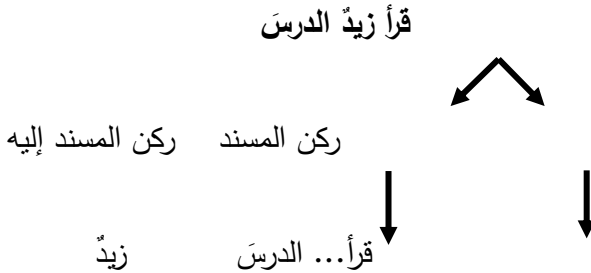 قرأ زيدٌ الدرسَ
ركن المسند ركن المسند إليه
قرأ... الدرسَ زيدٌ